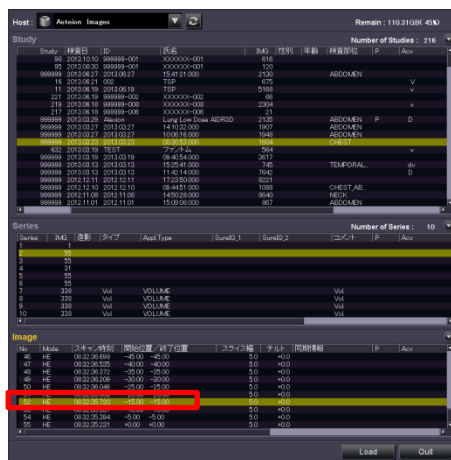 Host : Asteion Images Remain : 110.31GB( 45%)
Study Number of Studies : 216
Study 検査日 ID 氏名 IMG 性別 年齢 検査部位 P Acv
98 2013.10.10 999999-001 XXXXXX-001 616
95 2013.08.30 999999-001 XXXXXX-001 120
999999 2013.06.27 2013.06.27 15:41:21.000 2130 ABDOMEN
16 2013.06.21 002 TSP 675 V
11 2013.06.19 2013.06.19 TSP 5168 v
221 2013.06.19 999999-002 XXXXXX-002 66
219 2013.06.18 999999-008 XXXXXX-008 2304 v
217 2013.06.18 999999-006 XXXXXX-006 21
999999 2013.03.29 Alexion Lung Low Dose AIDR3D 2135 ABDOMEN P D
999999 2013.03.27 2013.03.27 14:10:32.000 1907 ABDOMEN
999999 2013.03.27 2013.03.27 10:06:16.000 1948 ABDOMEN
999999 2013.03.23 2013.03.23 08:30:53.000 1604 CHEST
632 2013.03.19 TEST ファントム 564 v
999999 2013.03.19 2013.03.19 09:40:54.000 3617
999999 2013.03.13 2013.03.13 15:25:41.000 745 TEMPORAL.. dv
999999 2013.03.13 2013.03.13 11:42:14.000 7642 D
999999 2012.12.11 2012.12.11 17:23:50.000 8221
999999 2012.12.10 2012.12.10 09:44:51.000 1088 CHEST_AB..
999999 2012.11.08 2012.11.08 14:50:28.000 8640 NECK
999999 2012.11.01 2012.11.01 15:09:08.000 867 ABDOMEN
Series Number of Series : 10
Series IMG 造影 タイプ Appl.Type SureIQ_1 SureIQ_2 コメント P Acv
1 1
2 55
3 55
4 21
5 55
6 55
7 338 Vol. VOLUME Vol.
8 338 Vol. VOLUME Vol.
9 338 Vol. VOLUME Vol.
10 338 Vol. VOLUME Vol.
Image
No. Mode スキャン時刻 開始位置／終了位置 スライス幅 チルト 同期情報 P Acv
46 HE 08:32:36.698 -45.00 -45.00 5.0 +0.0
47 HE 08:32:36.535 -40.00 -40.00 5.0 +0.0
48 HE 08:32:36.372 -35.00 -35.00 5.0 +0.0
49 HE 08:32:36.209 -30.00 -30.00 5.0 +0.0
50 HE 08:32:36.046 -25.00 -25.00 5.0 +0.0
52 HE 08:32:25.720 -15.00 -15.00 5.0 +0.0
54 HE 08:32:25.394 -5.00 -5.00 5.0 +0.0
55 HE 08:32:25.231 +0.00 +0.00 5.0 +0.0
Load Quit